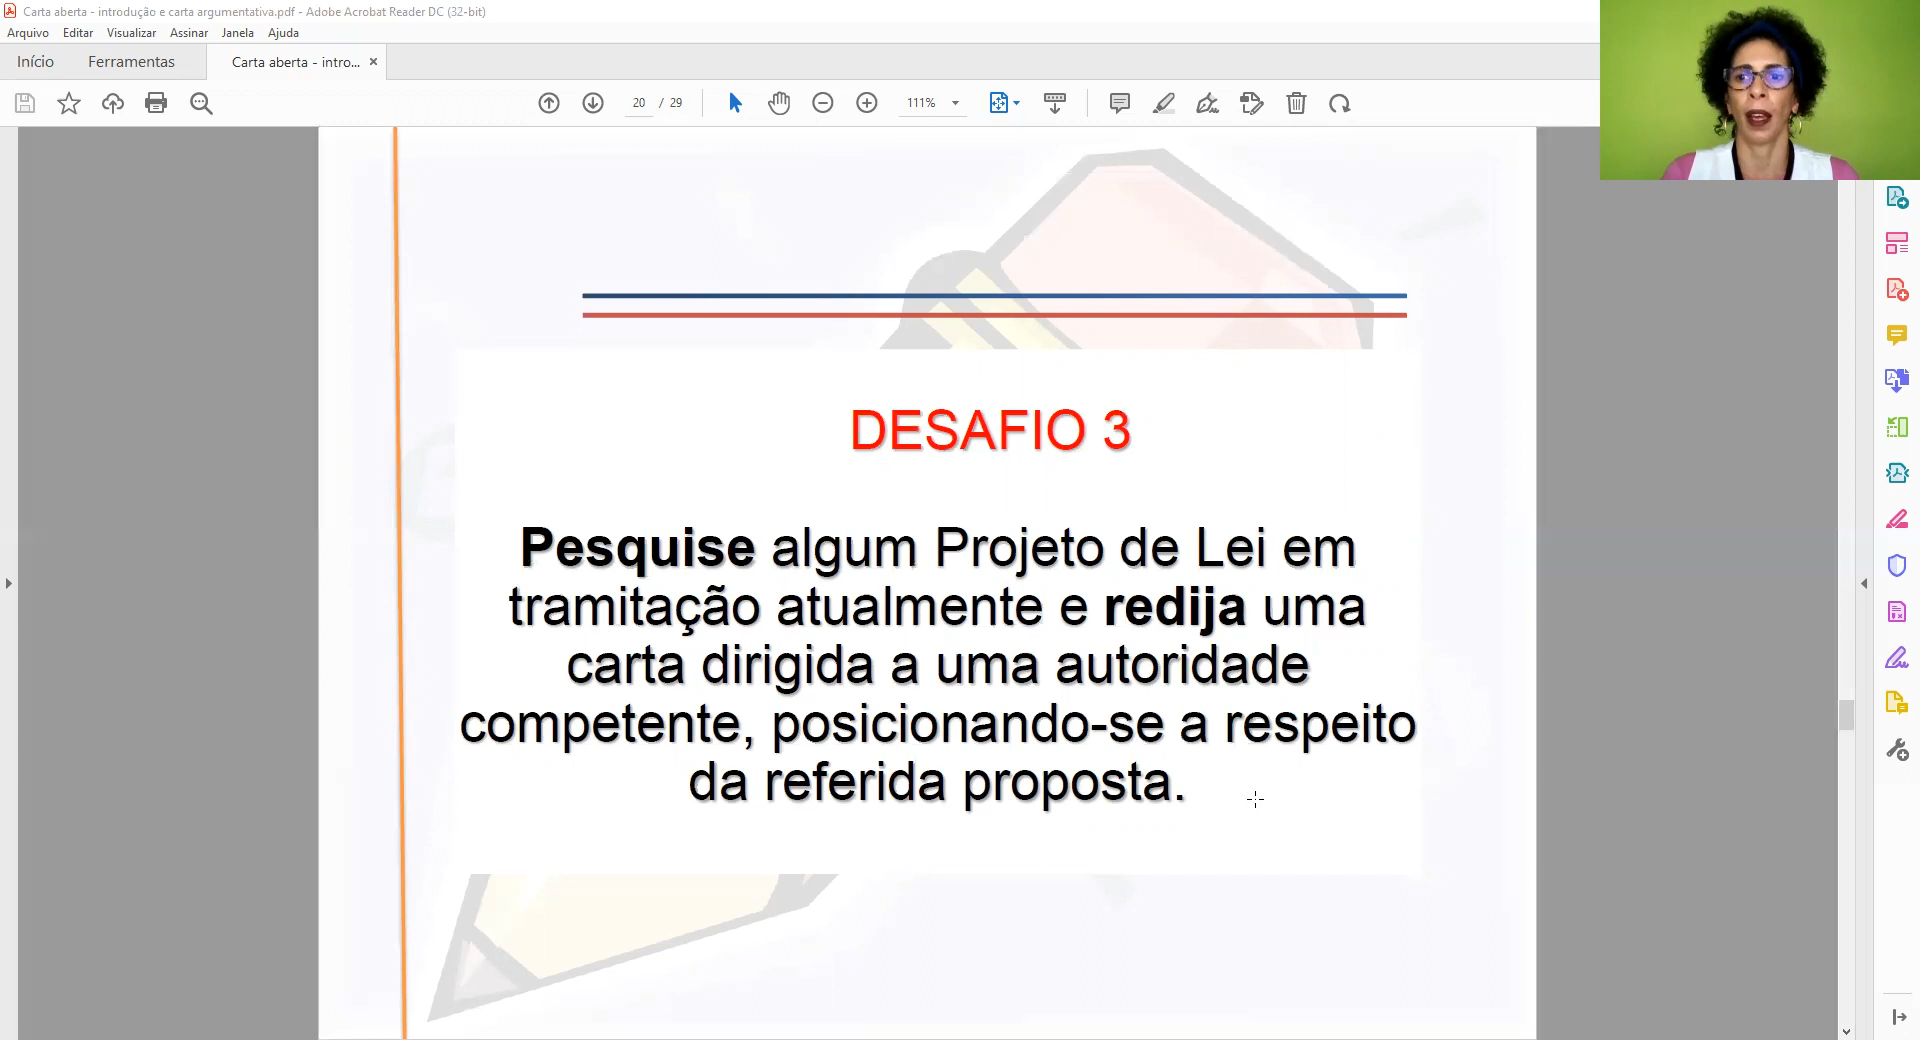 Carta aberta - introdução e carta argumentativa.pdf - Adobe Acrobat Reader DC (32-bit)
Arquivo Editar Visualizar Assinar Janela Ajuda
Início Ferramentas Carta aberta - intro... ×
20 / 29 111%
DESAFIO 3
Pesquise algum Projeto de Lei em
tramitação atualmente e redija uma
carta dirigida a uma autoridade
competente, posicionando-se a respeito
da referida proposta.